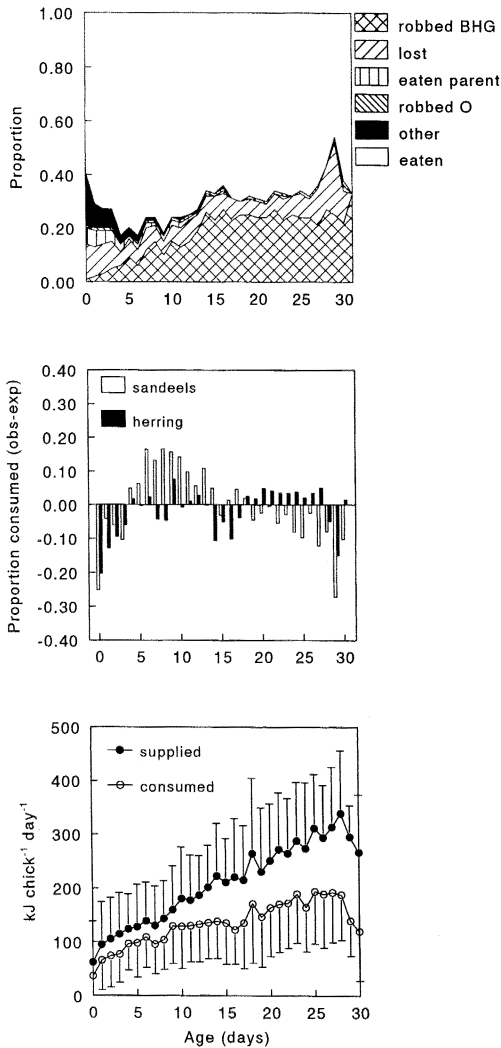 1.00
0.80
0.60
0.40
0.20
0.00
Proportion
0 5 10 15 20 25 30
robbed BHG
lost
eaten parent
robbed O
other
eaten
0.40
0.30
0.20
0.10
0.00
-0.10
-0.20
-0.30
-0.40
Proportion consumed (obs-exp)
sandeels
herring
0 5 10 15 20 25 30
500
400
300
200
100
0
kJ chick⁻¹ day⁻¹
supplied
consumed
0 5 10 15 20 25 30
Age (days)